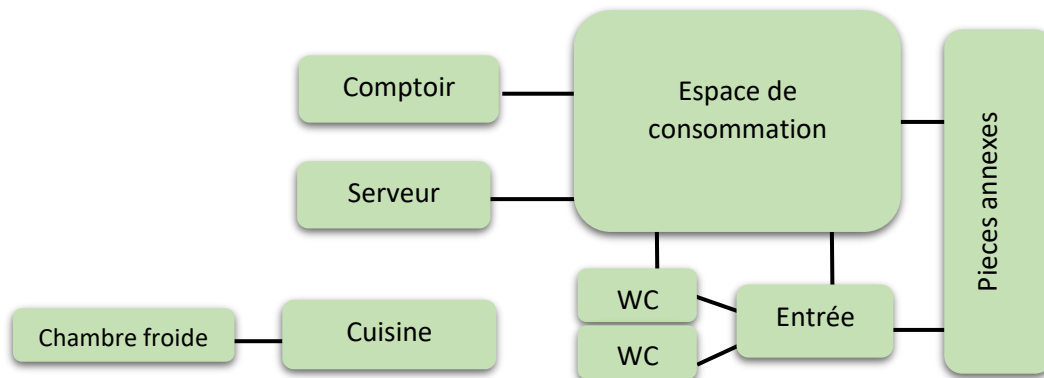 Comptoir
Espace de
consommation
Serveur
Pieces annexes
WC
Entrée
Chambre froide
Cuisine
WC